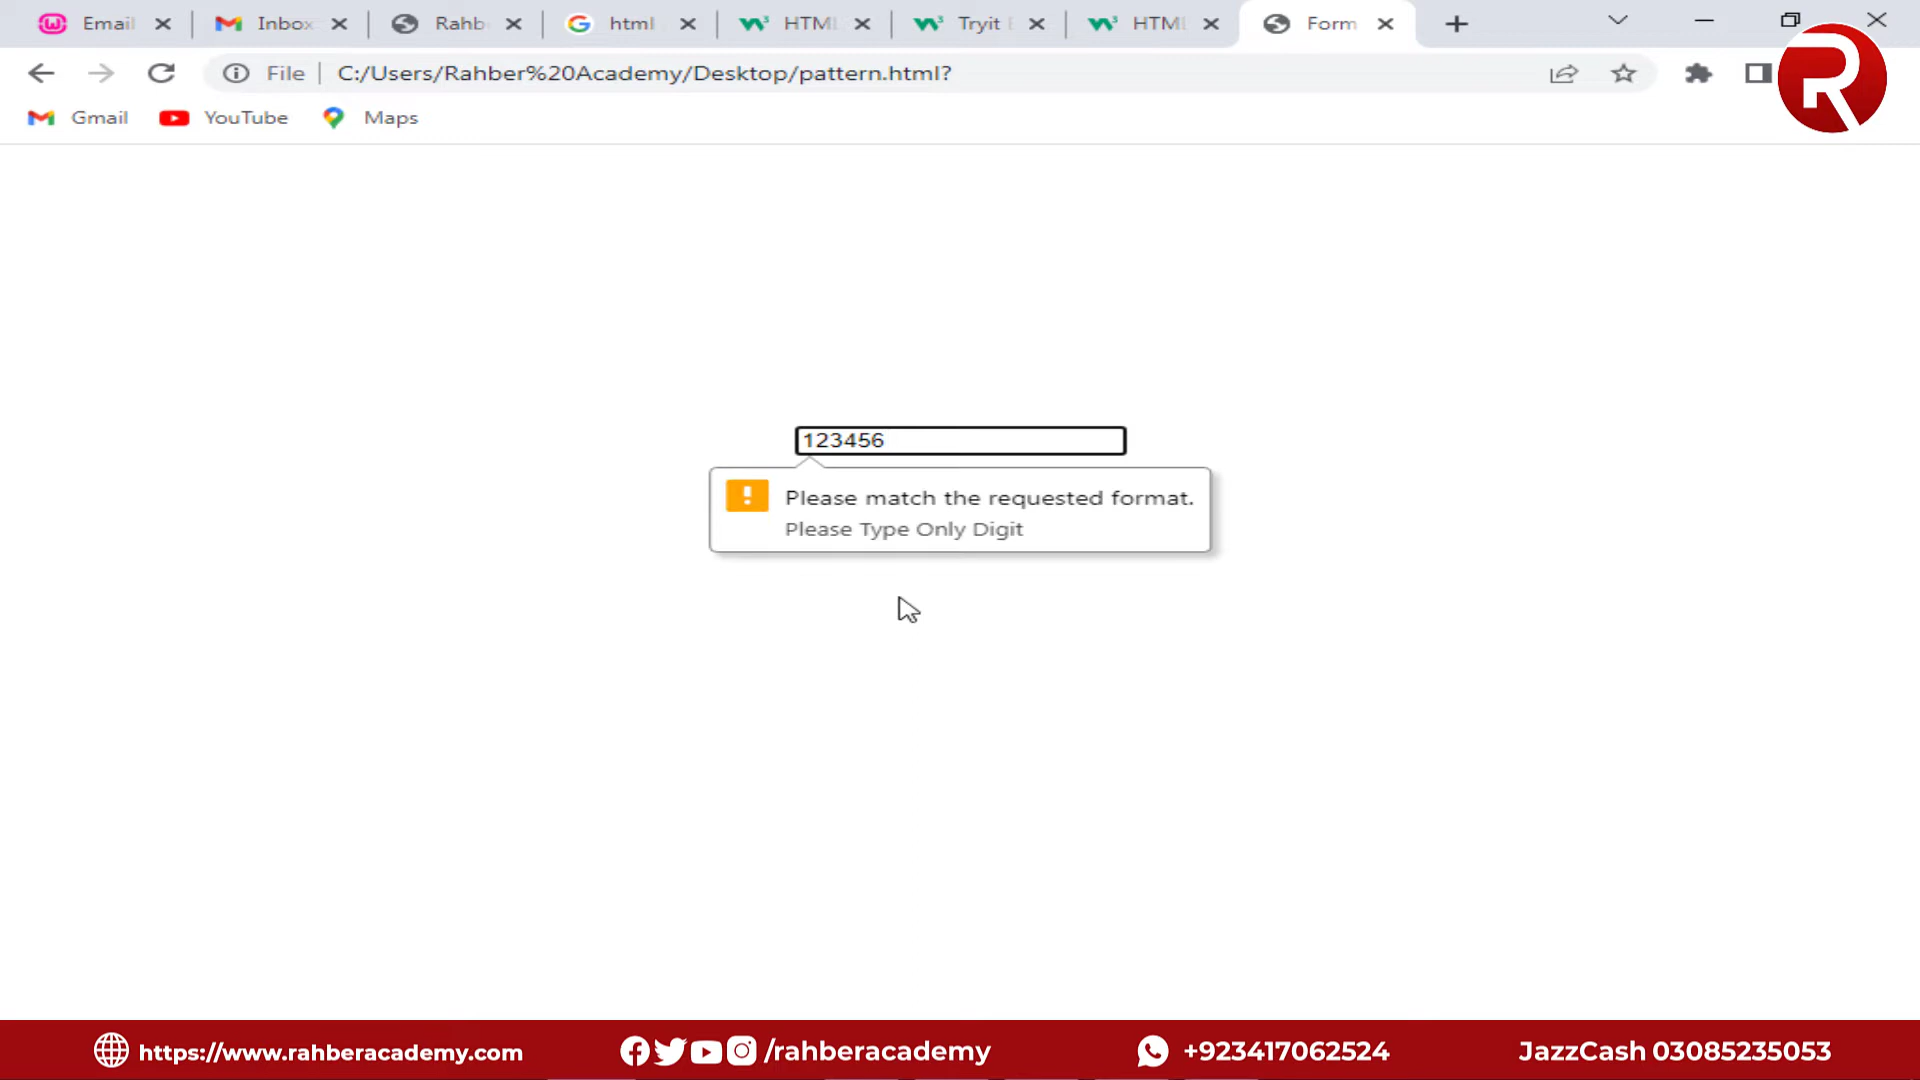 Email
Inbox
Rahb
html
HTML
Tryit E
HTML
Form
File
C:/Users/Rahber%20Academy/Desktop/pattern.html?
Gmail
YouTube
Maps
R
123456
Please match the requested format.
Please Type Only Digit
https://www.rahberacademy.com
/rahberacademy
+923417062524
JazzCash 03085235053